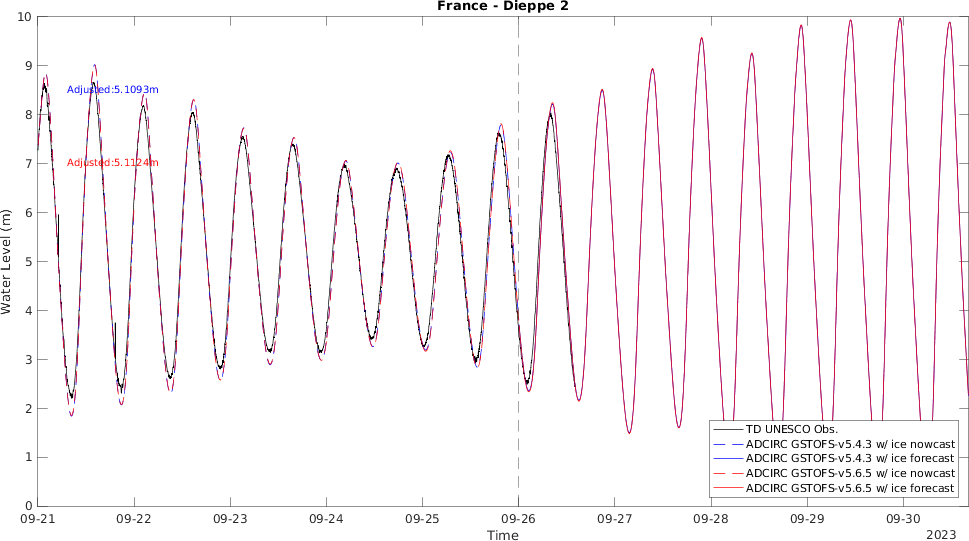 France - Dieppe 2
10
9
8
7
6
5
4
3
2
1
0
Water Level (m)
Adjusted:5.1093m
Adjusted:5.1124m
TD UNESCO Obs.
ADCIRC GSTOFS-v5.4.3 w/ ice nowcast
ADCIRC GSTOFS-v5.4.3 w/ ice forecast
ADCIRC GSTOFS-v5.6.5 w/ ice nowcast
ADCIRC GSTOFS-v5.6.5 w/ ice forecast
09-21 09-22 09-23 09-24 09-25 09-26 09-27 09-28 09-29 09-30
Time
2023